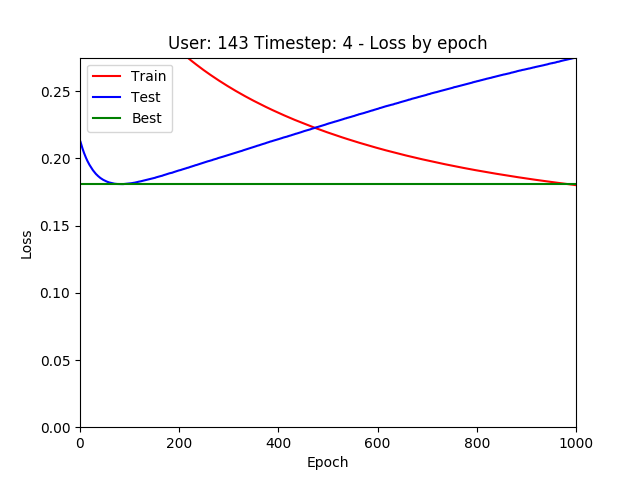 User: 143 Timestep: 4 - Loss by epoch
Train
Test
Best
Loss
0.25
0.20
0.15
0.10
0.05
0.00
0 200 400 600 800 1000
Epoch